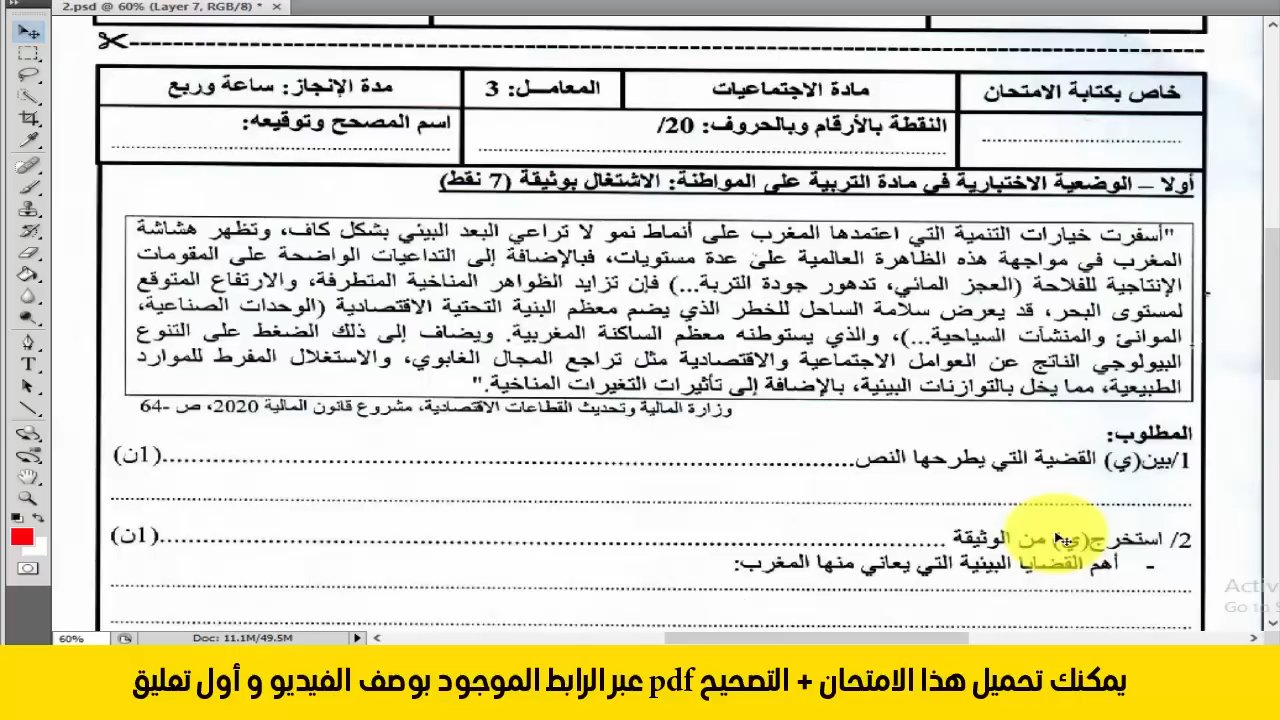 2.psd @ 60% (Layer 7, RGB/8) * ×
خاص بكتابة الامتحان
مادة الاجتماعيات
المعامـــل: 3
مدة الإنجاز: ساعة وربع
النقطة بالأرقام وبالحروف: 20/
اسم المصحح وتوقيعه:
أولا – الوضعية الاختبارية في مادة التربية على المواطنة: الاشتغال بوثيقة (7 نقط)
"أسفرت خيارات التنمية التي اعتمدها المغرب على أنماط نمو لا تراعي البعد البيئي بشكل كاف، وتظهر هشاشة
المغرب في مواجهة هذه الظاهرة العالمية على عدة مستويات، فبالإضافة إلى التداعيات الواضحة على المقومات
الإنتاجية للفلاحة (العجز المائي، تدهور جودة التربة...) فإن تزايد الظواهر المناخية المتطرفة، والارتفاع المتوقع
لمستوى البحر، قد يعرض سلامة الساحل للخطر الذي يضم معظم البنية التحتية الاقتصادية (الوحدات الصناعية،
الموانئ والمنشآت السياحية...)، والذي يستوطنه معظم الساكنة المغربية. ويضاف إلى ذلك الضغط على التنوع
البيولوجي الناتج عن العوامل الاجتماعية والاقتصادية مثل تراجع المجال الغابوي، والاستغلال المفرط للموارد
الطبيعية، مما يخل بالتوازنات البيئية، بالإضافة إلى تأثيرات التغيرات المناخية."
وزارة المالية وتحديث القطاعات الاقتصادية، مشروع قانون المالية 2020، ص -64
المطلوب:
1/بين(ي) القضية التي يطرحها النص..........(1ن)
2/ استخرج(ي) من الوثيقة ..........(1ن)
- أهم القضايا البيئية التي يعاني منها المغرب:
60%
Doc: 11.1M/49.5M
يمكنك تحميل هذا الامتحان + التصحيح pdf عبر الرابط الموجود بوصف الفيديو و أول تعليق